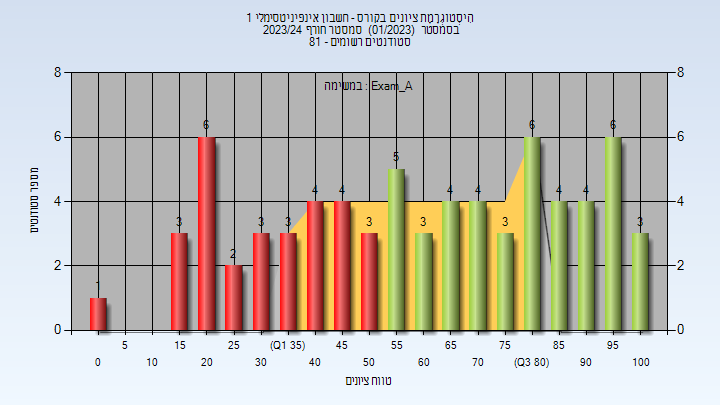 היסטוגרמת ציונים בקורס - חשבון אינפיניטסימלי 1
בסמסטר (01/2023) סמסטר חורף 2023/24
סטודנטים רשומים - 81
במשימה : Exam_A
8 8
6 6
4 4
2 2
0 0
מספר סטודנטים
1 3 6 2 3 3 4 4 3 5 3 4 4 3 6 4 4 6 3
5 15 25 (Q1 35) 45 55 65 75 85 95
0 10 20 30 40 50 60 70 (Q3 80) 90 100
טווח ציונים